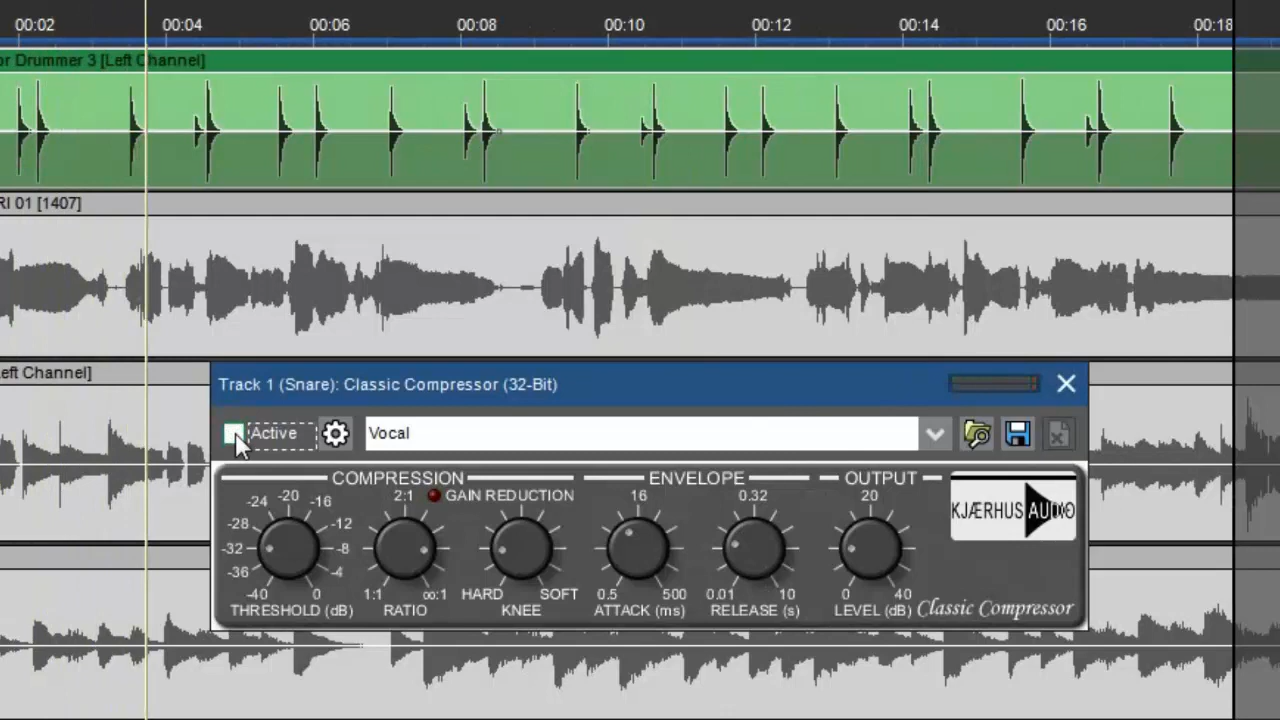 00:02 00:04 00:06 00:08 00:10 00:12 00:14 00:16 00:18
or Drummer 3 [Left Channel]
RI 01 [1407]
eft Channel]
Track 1 (Snare): Classic Compressor (32-Bit)
Active Vocal
COMPRESSION ENVELOPE OUTPUT
-24 -20 -16 2:1 GAIN REDUCTION 16 0.32 20
-28 -12 KJÆRHUS AUDIO
-32 -8
-36 -4
-40 0 1:1 ∞:1 HARD SOFT 0.5 500 0.01 10 0 40
THRESHOLD (dB) RATIO KNEE ATTACK (ms) RELEASE (s) LEVEL (dB) Classic Compressor